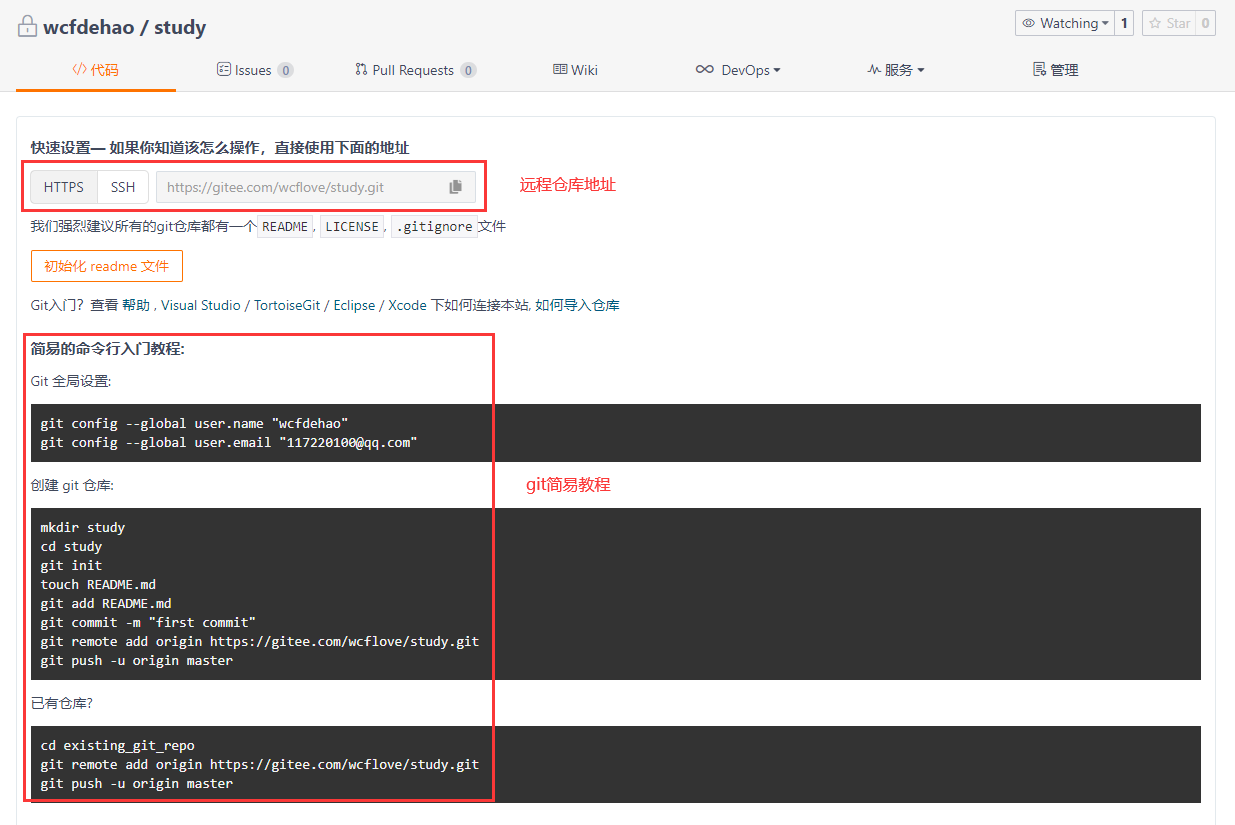 wcfdehao / study
Watching 1 Star 0
代码 Issues 0 Pull Requests 0 Wiki DevOps 服务 管理
快速设置— 如果你知道该怎么操作，直接使用下面的地址
HTTPS SSH https://gitee.com/wcflove/study.git 远程仓库地址
我们强烈建议所有的git仓库都有一个 README , LICENSE , .gitignore 文件
初始化 readme 文件
Git入门？查看 帮助 , Visual Studio / TortoiseGit / Eclipse / Xcode 下如何连接本站, 如何导入仓库
简易的命令行入门教程:
Git 全局设置:
git config --global user.name "wcfdehao"
git config --global user.email "117220100@qq.com"
创建 git 仓库:
git简易教程
mkdir study
cd study
git init
touch README.md
git add README.md
git commit -m "first commit"
git remote add origin https://gitee.com/wcflove/study.git
git push -u origin master
已有仓库?
cd existing_git_repo
git remote add origin https://gitee.com/wcflove/study.git
git push -u origin master